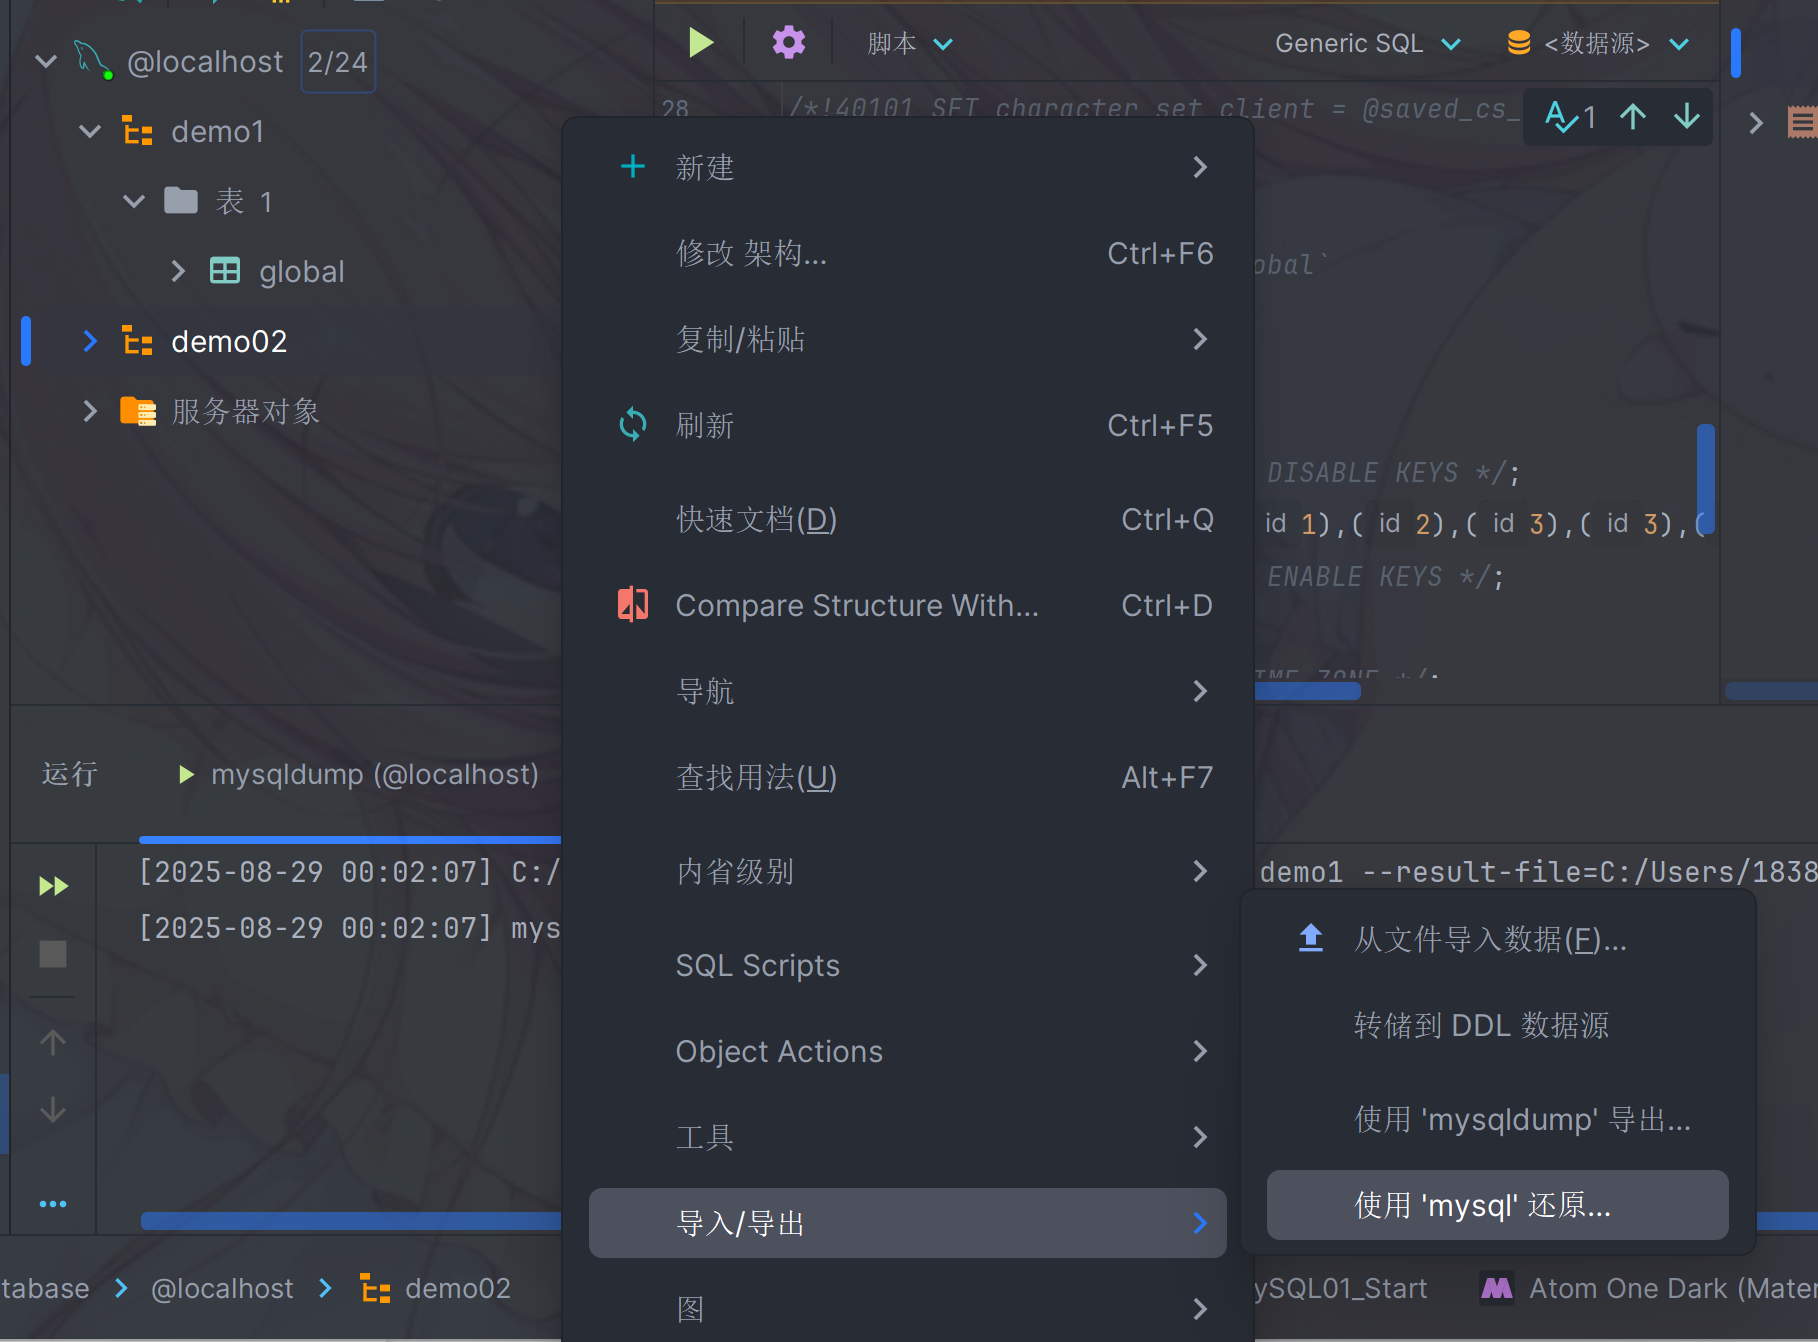 @localhost 2/24
demo1
表 1
global
demo02
服务器对象
脚本
Generic SQL
<数据源>
28 /*!40101 SET character_set_client = @saved_cs_
1
obal`
DISABLE KEYS */;
id 1),( id 2),( id 3),( id 3),(
ENABLE KEYS */;
IME_ZONE */;
新建
修改 架构... Ctrl+F6
复制/粘贴
刷新 Ctrl+F5
快速文档(D) Ctrl+Q
Compare Structure With... Ctrl+D
导航
查找用法(U) Alt+F7
内省级别
SQL Scripts
Object Actions
工具
导入/导出
图
从文件导入数据(F)...
转储到 DDL 数据源
使用 'mysqldump' 导出...
使用 'mysql' 还原...
运行
mysqldump (@localhost)
[2025-08-29 00:02:07] C:/
demo1 --result-file=C:/Users/1838
[2025-08-29 00:02:07] mys
tabase
@localhost
demo02
ySQL01_Start
Atom One Dark (Mater